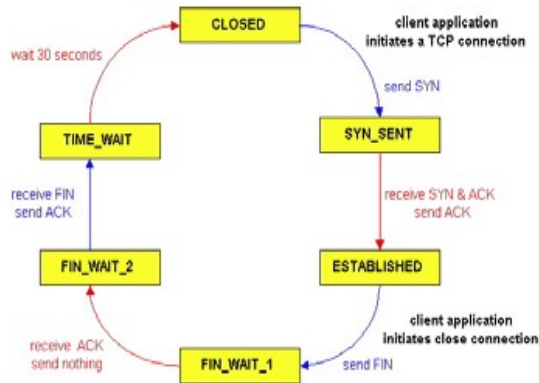 CLOSED
client application
initiates a TCP connection
wait 30 seconds
send SYN
TIME_WAIT
SYN_SENT
receive FIN
send ACK
receive SYN & ACK
send ACK
FIN_WAIT_2
ESTABLISHED
client application
initiates close connection
receive ACK
send nothing
FIN_WAIT_1
send FIN